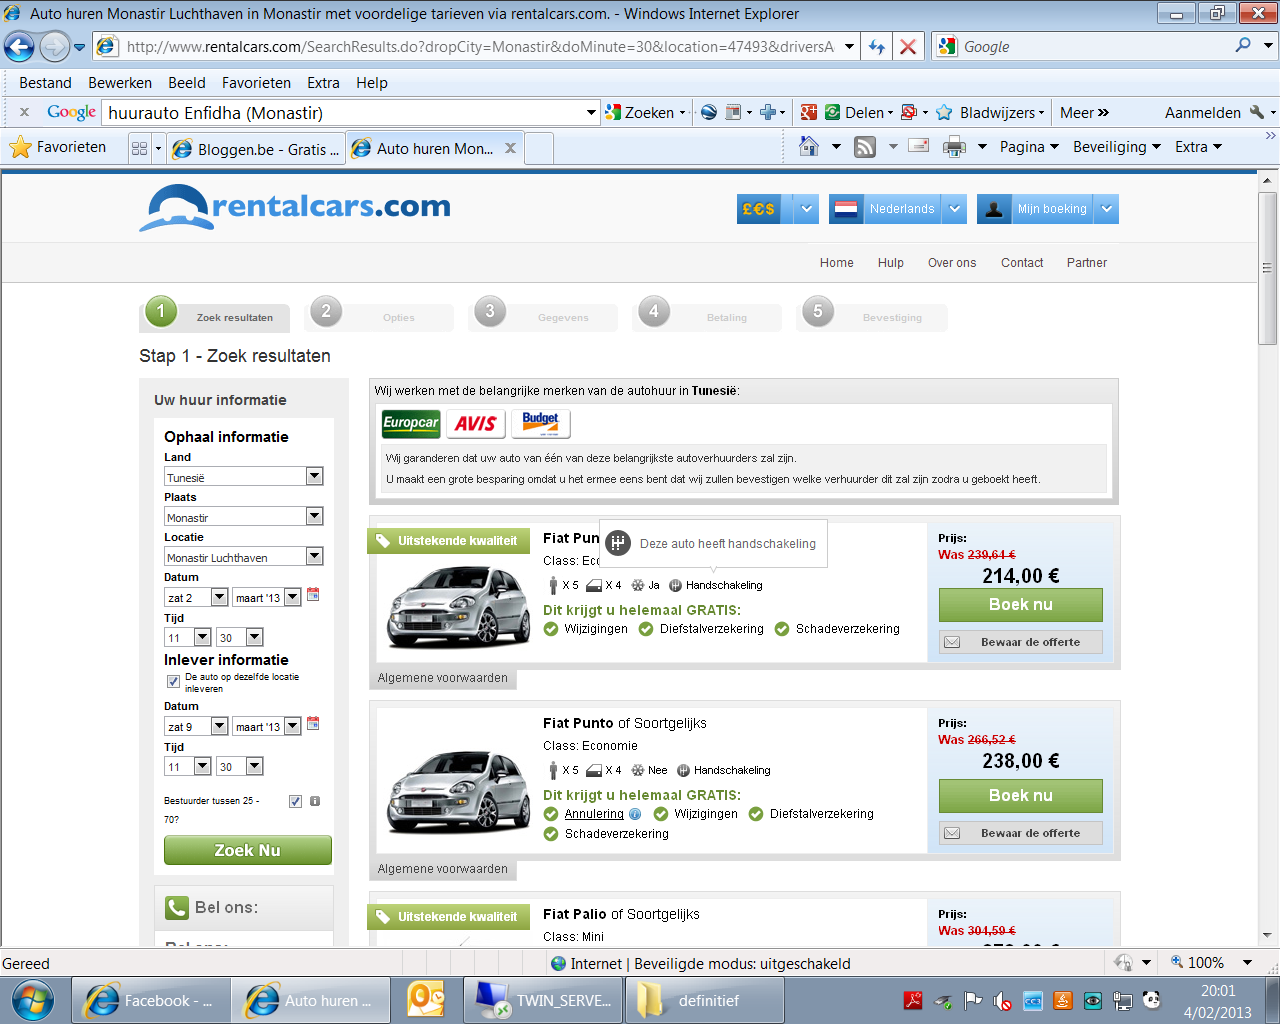 Auto huren Monastir Luchthaven in Monastir met voordelige tarieven via rentalcars.com. - Windows Internet Explorer
http://www.rentalcars.com/SearchResults.do?dropCity=Monastir&doMinute=30&location=47493&driversA
Google
Bestand Bewerken Beeld Favorieten Extra Help
x Google huurauto Enfidha (Monastir) Zoeken Delen Bladwijzers Meer » Aanmelden
Favorieten Bloggen.be - Gratis ... Auto huren Mon... X Pagina Beveiliging Extra »
rentalcars.com
£€$ Nederlands Mijn boeking
Home Hulp Over ons Contact Partner
1 Zoek resultaten 2 Opties 3 Gegevens 4 Betaling 5 Bevestiging
Stap 1 - Zoek resultaten
Uw huur informatie
Ophaal informatie
Land
Tunesië
Plaats
Monastir
Locatie
Monastir Luchthaven
Datum
zat 2 maart '13
Tijd
11 30
Inlever informatie
De auto op dezelfde locatie
inleveren
Datum
zat 9 maart '13
Tijd
11 30
Bestuurder tussen 25 -
70?
Zoek Nu
Bel ons:
Bel ons:
Wij werken met de belangrijke merken van de autohuur in Tunesië:
Europcar AVIS Budget
Wij garanderen dat uw auto van één van deze belangrijkste autoverhuurders zal zijn.
U maakt een grote besparing omdat u het ermee eens bent dat wij zullen bevestigen welke verhuurder dit zal zijn zodra u geboekt heeft.
Uitstekende kwaliteit
Fiat Pun
Deze auto heeft handschakeling
Class: Ec
X 5 X 4 Ja Handschakeling
Dit krijgt u helemaal GRATIS:
Wijzigingen Diefstalverzekering Schadeverzekering
Prijs:
Was 239,64 €
214,00 €
Boek nu
Bewaar de offerte
Algemene voorwaarden
Fiat Punto of Soortgelijks
Class: Economie
X 5 X 4 Nee Handschakeling
Dit krijgt u helemaal GRATIS:
Annulering Wijzigingen Diefstalverzekering
Schadeverzekering
Prijs:
Was 266,52 €
238,00 €
Boek nu
Bewaar de offerte
Algemene voorwaarden
Uitstekende kwaliteit
Fiat Palio of Soortgelijks
Class: Mini
Prijs:
Was 304,59 €
Gereed Internet | Beveiligde modus: uitgeschakeld 100%
Facebook - ... Auto huren ... TWIN_SERVE... definitief
20:01
4/02/2013